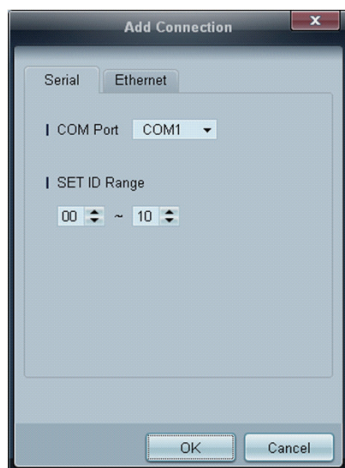 Add Connection
x
Serial Ethernet
COM Port COM1
SET ID Range
00 ~ 10
OK Cancel